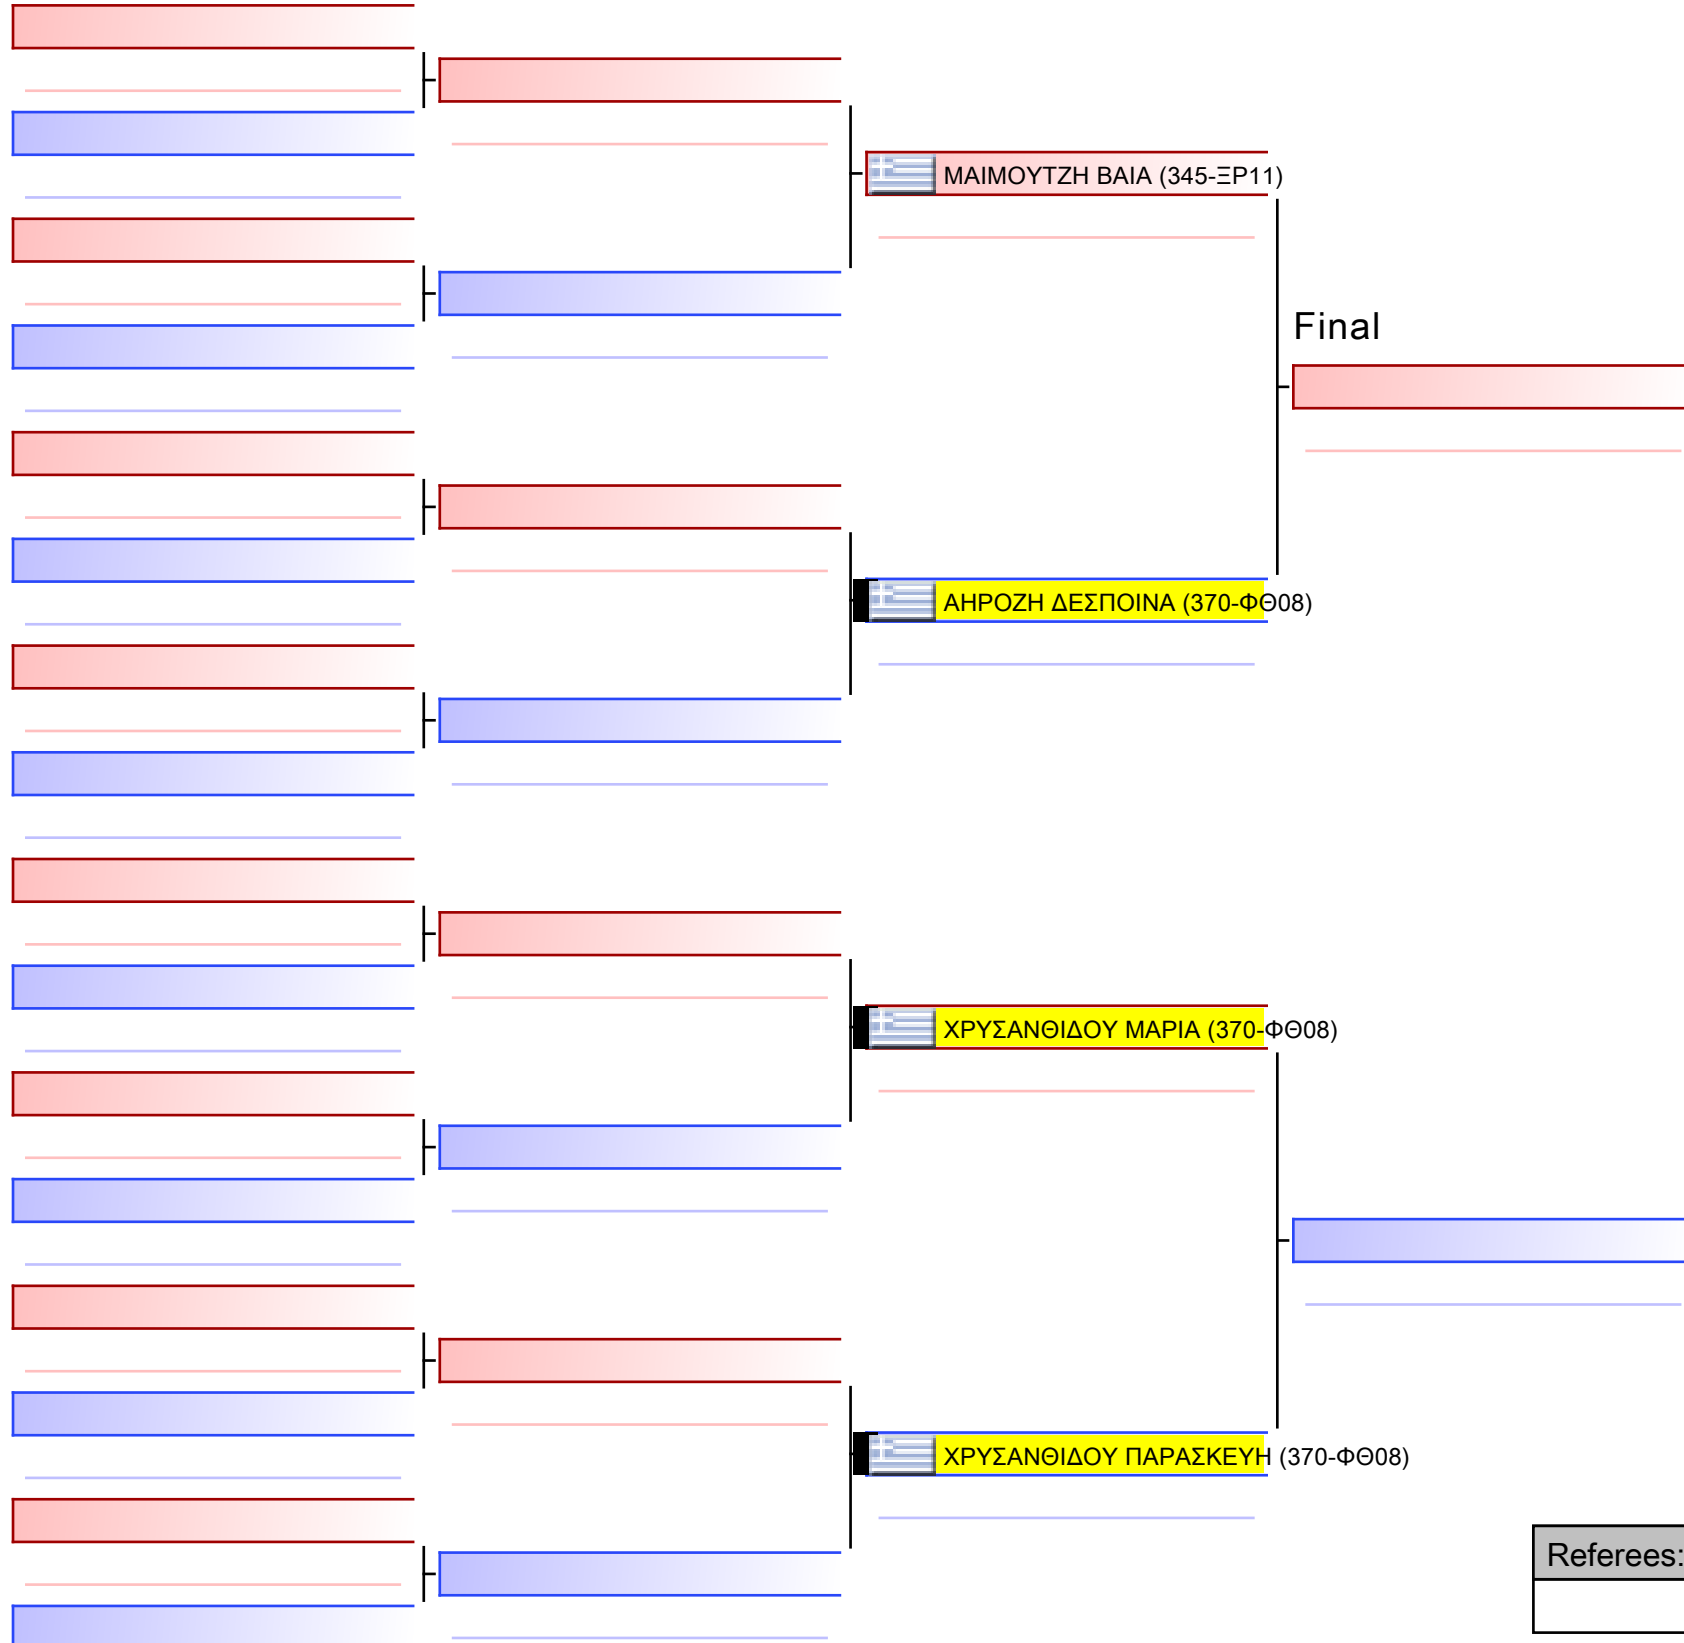 ΜΑΙΜΟΥΤΖΗ ΒΑΙΑ (345-ΞΡ11)
Final
ΑΗΡΟΖΗ ΔΕΣΠΟΙΝΑ (370-ΦΘ08)
ΧΡΥΣΑΝΘΙΔΟΥ ΜΑΡΙΑ (370-ΦΘ08)
ΧΡΥΣΑΝΘΙΔΟΥ ΠΑΡΑΣΚΕΥΗ (370-ΦΘ08)
Referees: